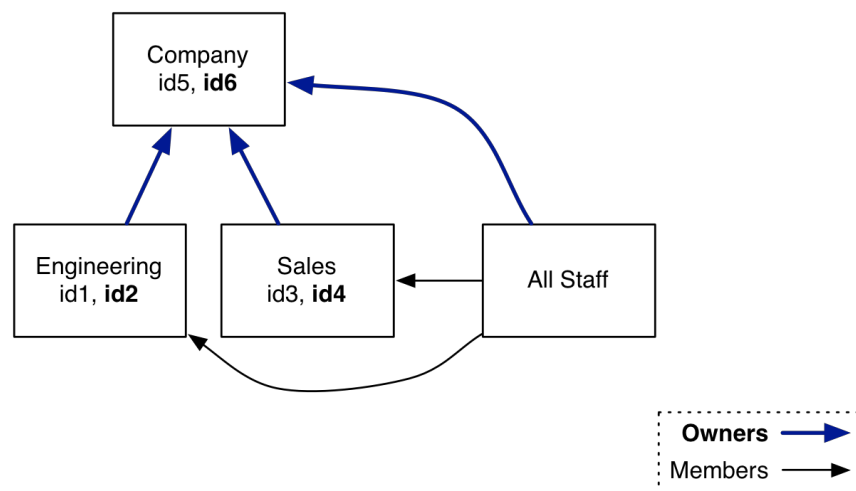 Company
id5, id6
Engineering
id1, id2
Sales
id3, id4
All Staff
Owners
Members